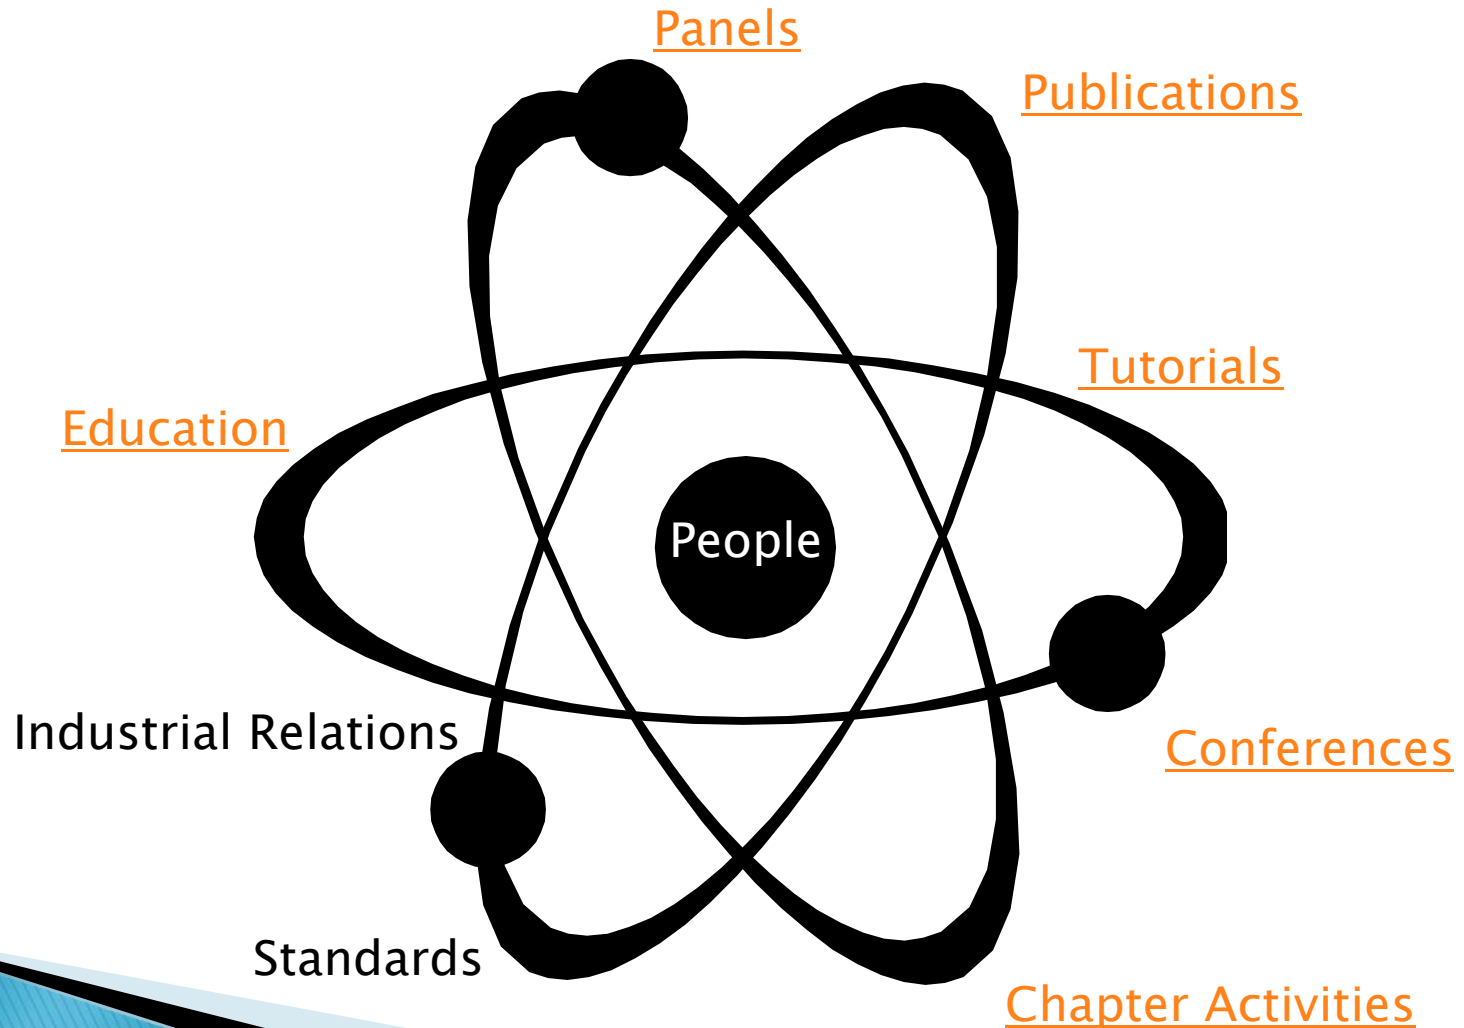 Panels
Publications
Tutorials
Education
People
Industrial Relations
Conferences
Standards
Chapter Activities